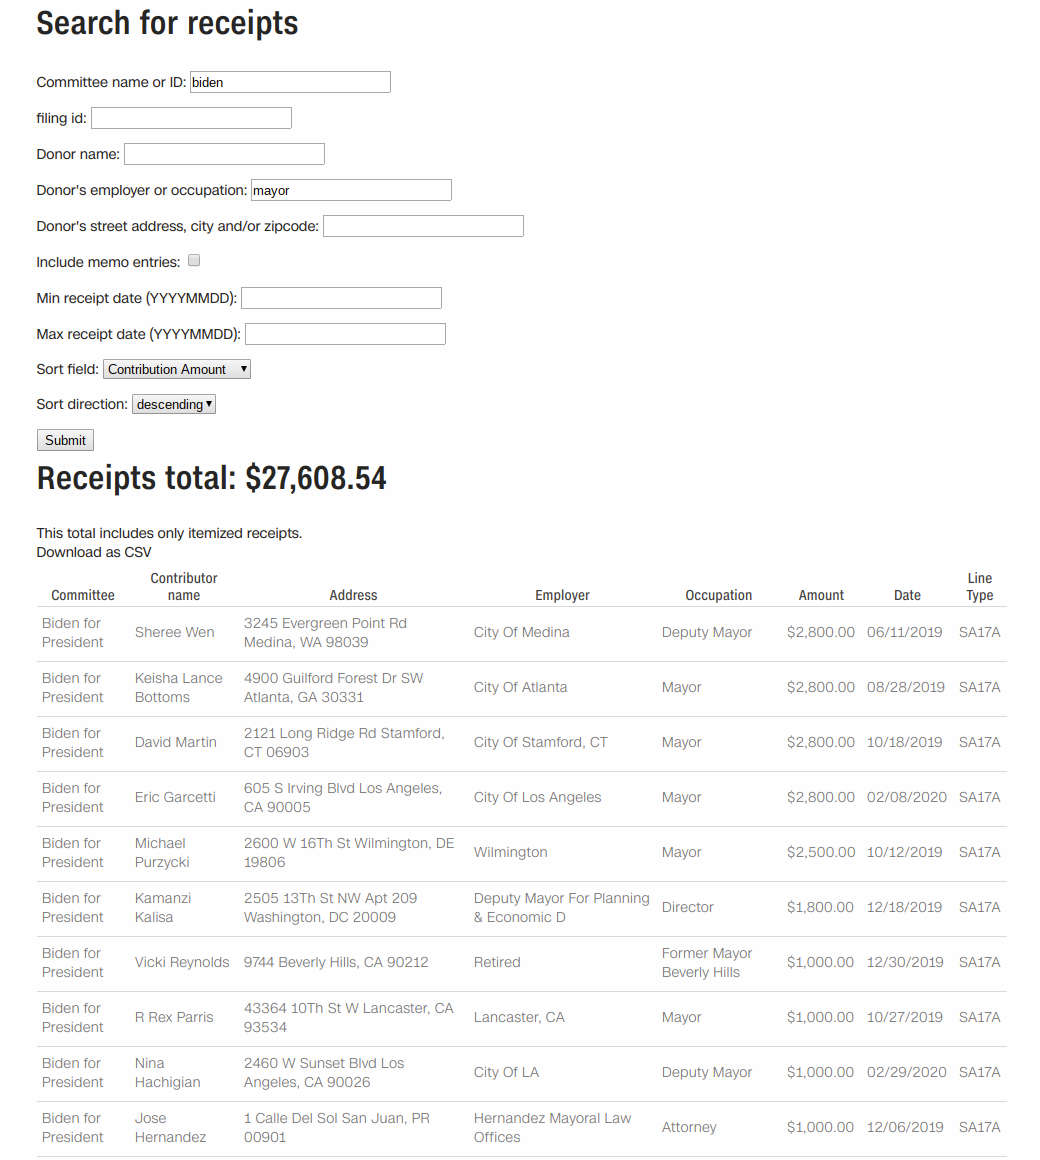 Search for receipts
Committee name or ID: biden
filing id:
Donor name:
Donor's employer or occupation: mayor
Donor's street address, city and/or zipcode:
Include memo entries:
Min receipt date (YYYYMMDD):
Max receipt date (YYYYMMDD):
Sort field: Contribution Amount
Sort direction: descending
Submit
Receipts total: $27,608.54
This total includes only itemized receipts.
Download as CSV
Committee Contributor name Address Employer Occupation Amount Date Line Type
Biden for President Sheree Wen 3245 Evergreen Point Rd Medina, WA 98039 City Of Medina Deputy Mayor $2,800.00 06/11/2019 SA17A
Biden for President Keisha Lance Bottoms 4900 Guilford Forest Dr SW Atlanta, GA 30331 City Of Atlanta Mayor $2,800.00 08/28/2019 SA17A
Biden for President David Martin 2121 Long Ridge Rd Stamford, CT 06903 City Of Stamford, CT Mayor $2,800.00 10/18/2019 SA17A
Biden for President Eric Garcetti 605 S Irving Blvd Los Angeles, CA 90005 City Of Los Angeles Mayor $2,800.00 02/08/2020 SA17A
Biden for President Michael Purzycki 2600 W 16Th St Wilmington, DE 19806 Wilmington Mayor $2,500.00 10/12/2019 SA17A
Biden for President Kamanzi Kalisa 2505 13Th St NW Apt 209 Washington, DC 20009 Deputy Mayor For Planning & Economic D Director $1,800.00 12/18/2019 SA17A
Biden for President Vicki Reynolds 9744 Beverly Hills, CA 90212 Retired Former Mayor Beverly Hills $1,000.00 12/30/2019 SA17A
Biden for President R Rex Parris 43364 10Th St W Lancaster, CA 93534 Lancaster, CA Mayor $1,000.00 10/27/2019 SA17A
Biden for President Nina Hachigian 2460 W Sunset Blvd Los Angeles, CA 90026 City Of LA Deputy Mayor $1,000.00 02/29/2020 SA17A
Biden for President Jose Hernandez 1 Calle Del Sol San Juan, PR 00901 Hernandez Mayoral Law Offices Attorney $1,000.00 12/06/2019 SA17A